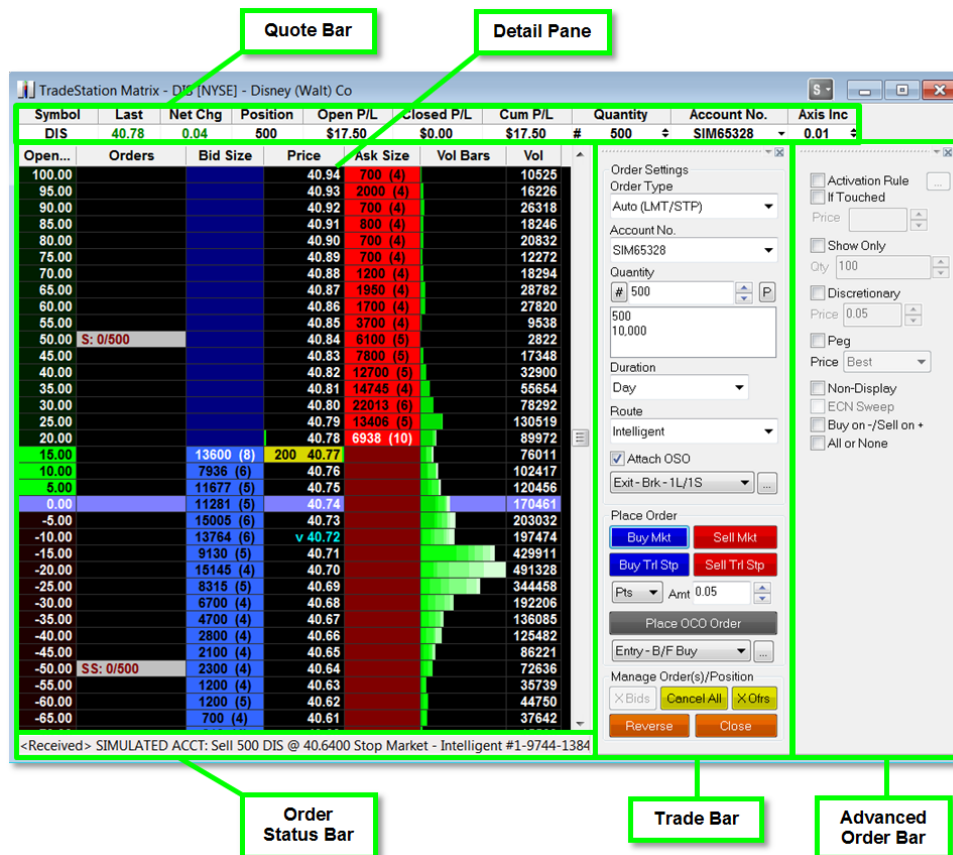 Quote Bar
Detail Pane
TradeStation Matrix - DIS [NYSE] - Disney (Walt) Co
S
Symbol Last Net Chg Position Open P/L Closed P/L Cum P/L Quantity Account No. Axis Inc
DIS 40.78 0.04 500 $17.50 $0.00 $17.50 # 500 SIM65328 0.01
Open... Orders Bid Size Price Ask Size Vol Bars Vol
100.00 40.94 700 (4) 10525
95.00 40.93 2000 (4) 16226
90.00 40.92 700 (4) 26318
85.00 40.91 800 (4) 18246
80.00 40.90 700 (4) 20832
75.00 40.89 700 (4) 12272
70.00 40.88 1200 (4) 18294
65.00 40.87 1950 (4) 28782
60.00 40.86 1700 (4) 27820
55.00 40.85 3700 (4) 9538
50.00 S: 0/500 40.84 6100 (5) 2822
45.00 40.83 7800 (5) 17348
40.00 40.82 12700 (5) 32900
35.00 40.81 14745 (4) 55654
30.00 40.80 22013 (6) 78292
25.00 40.79 13406 (5) 130519
20.00 40.78 6938 (10) 89972
15.00 13600 (8) 200 40.77 76011
10.00 7936 (6) 40.76 102417
5.00 11677 (5) 40.75 120456
0.00 11281 (5) 40.74 170461
-5.00 15005 (6) 40.73 203032
-10.00 13764 (6) v 40.72 197474
-15.00 9130 (5) 40.71 429911
-20.00 15145 (4) 40.70 491328
-25.00 8315 (5) 40.69 344458
-30.00 6700 (4) 40.68 192206
-35.00 4700 (4) 40.67 136085
-40.00 2800 (4) 40.66 125482
-45.00 2100 (4) 40.65 86221
-50.00 SS: 0/500 2300 (4) 40.64 72636
-55.00 1200 (4) 40.63 35739
-60.00 1200 (5) 40.62 44750
-65.00 700 (4) 40.61 37642
<Received> SIMULATED ACCT: Sell 500 DIS @ 40.6400 Stop Market - Intelligent #1-9744-1384
Order Settings
Order Type
Auto (LMT/STP)
Account No.
SIM65328
Quantity
# 500 P
500
10,000
Duration
Day
Route
Intelligent
Attach OSO
Exit - Brk - 1L/1S ...
Place Order
Buy Mkt Sell Mkt
Buy Trl Stp Sell Trl Stp
Pts Amt 0.05
Place OCO Order
Entry - B/F Buy ...
Manage Order(s)/Position
X Bids Cancel All X Ofrs
Reverse Close
Activation Rule ...
If Touched
Price
Show Only
Qty 100
Discretionary
Price 0.05
Peg
Price Best
Non-Display
ECN Sweep
Buy on -/Sell on +
All or None
Order
Status Bar
Trade Bar
Advanced
Order Bar